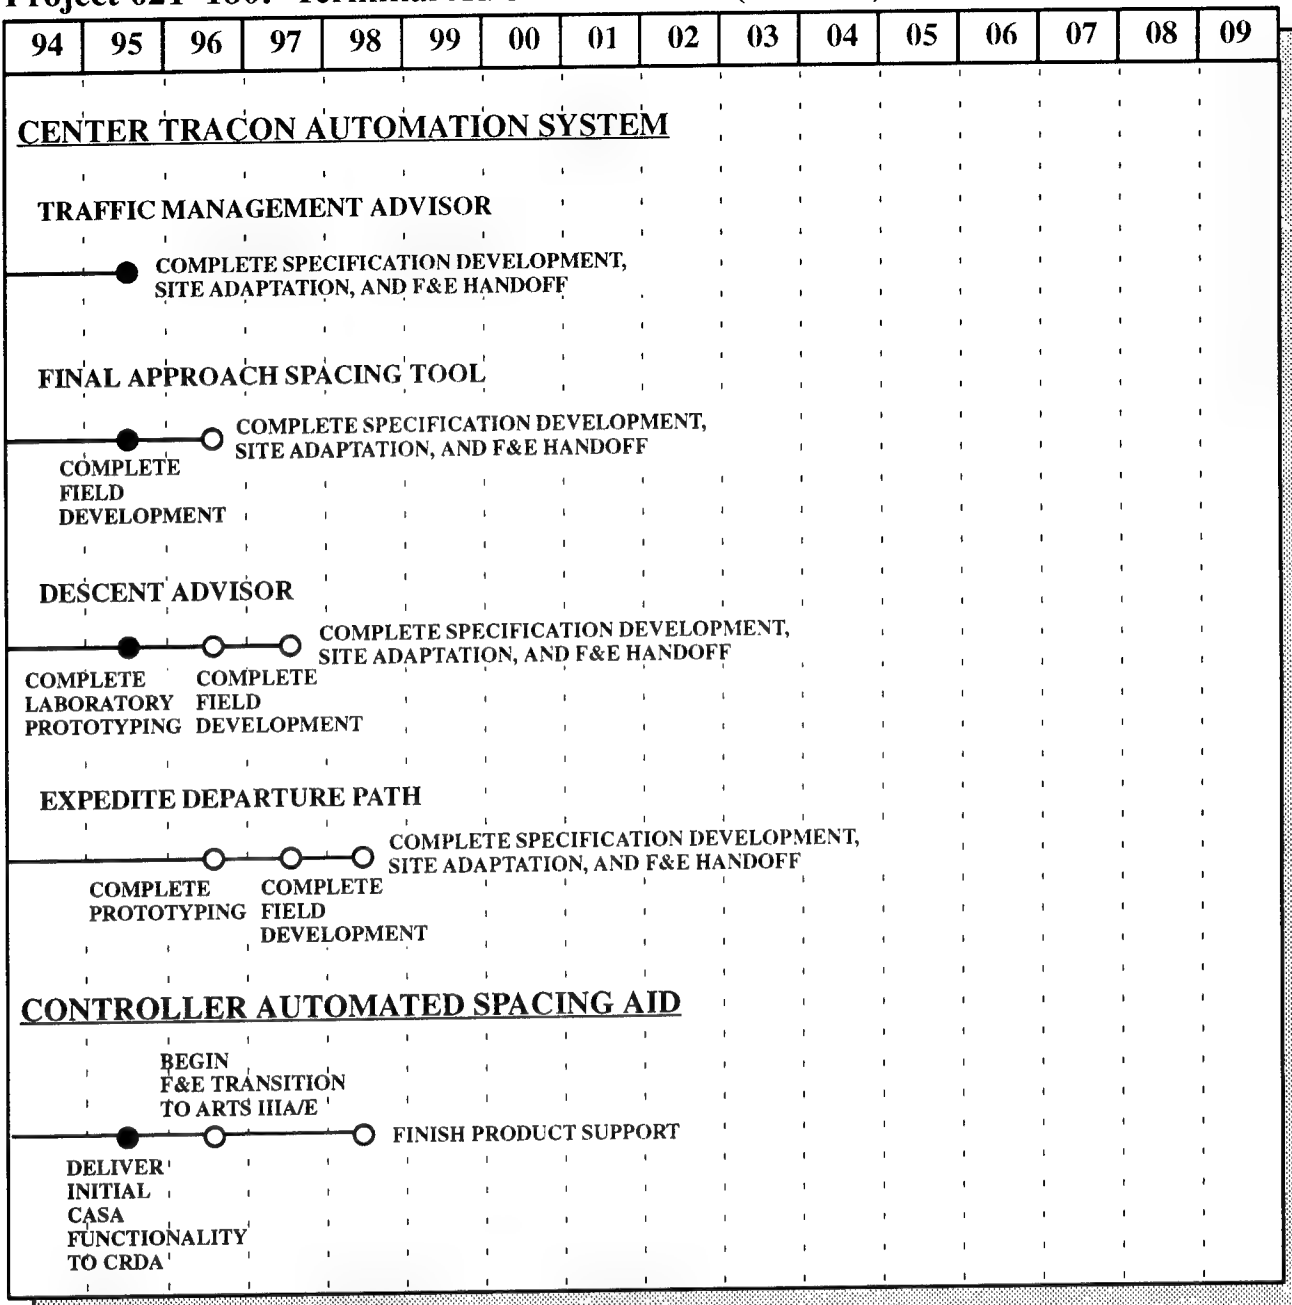 94 95 96 97 98 99 00 01 02 03 04 05 06 07 08 09
CENTER TRACON AUTOMATION SYSTEM
TRAFFIC MANAGEMENT ADVISOR
COMPLETE SPECIFICATION DEVELOPMENT,
SITE ADAPTATION, AND F&E HANDOFF
FINAL APPROACH SPACING TOOL
COMPLETE SPECIFICATION DEVELOPMENT,
SITE ADAPTATION, AND F&E HANDOFF
COMPLETE
FIELD
DEVELOPMENT
DESCENT ADVISOR
COMPLETE SPECIFICATION DEVELOPMENT,
SITE ADAPTATION, AND F&E HANDOFF
COMPLETE
LABORATORY
PROTOTYPING
COMPLETE
FIELD
DEVELOPMENT
EXPEDITE DEPARTURE PATH
COMPLETE SPECIFICATION DEVELOPMENT,
SITE ADAPTATION, AND F&E HANDOFF
COMPLETE
PROTOTYPING
COMPLETE
FIELD
DEVELOPMENT
CONTROLLER AUTOMATED SPACING AID
BEGIN
F&E TRANSITION
TO ARTS IIIA/E
FINISH PRODUCT SUPPORT
DELIVER
INITIAL
CASA
FUNCTIONALITY
TO CRDA